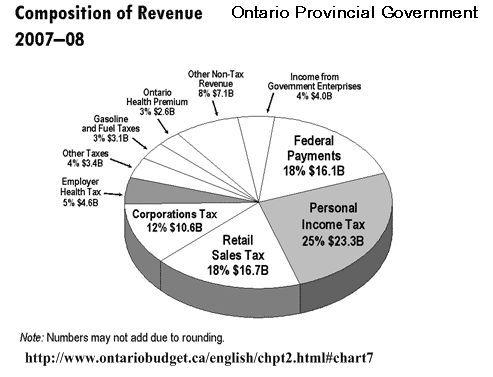 Composition of Revenue
2007–08
Ontario Provincial Government
Other Non-Tax
Revenue
8% $7.1B
Income from
Government Enterprises
4% $4.0B
Ontario
Health Premium
3% $2.6B
Gasoline
and Fuel Taxes
3% $3.1B
Other Taxes
4% $3.4B
Employer
Health Tax
5% $4.6B
Federal
Payments
18% $16.1B
Personal
Income Tax
25% $23.3B
Corporations Tax
12% $10.6B
Retail
Sales Tax
18% $16.7B
Note: Numbers may not add due to rounding.
http://www.ontariobudget.ca/english/chpt2.html#chart7